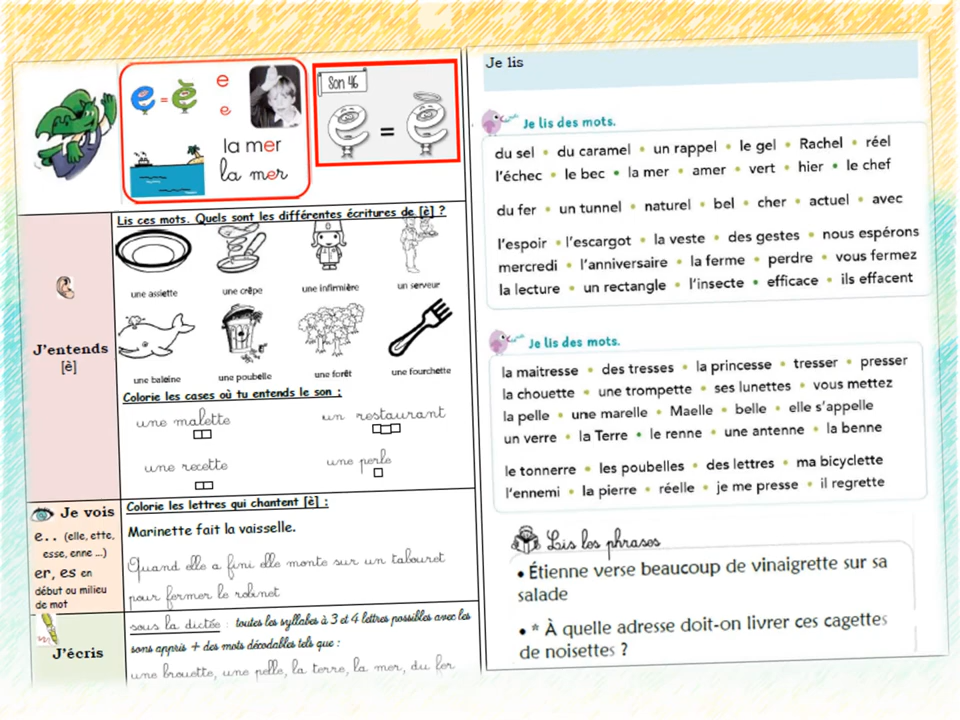 e = è
e
e
la mer
la mer
Son 46
e = ê
Lis ces mots. Quels sont les différentes écritures de [è] ?
une assiette
une crêpe
une infirmière
un serveur
une baleine
une poubelle
une forêt
une fourchette
J'entends
[è]
Colorie les cases où tu entends le son :
une malette
un restaurant
une recette
une perle
Je vois
e.. (elle, ette,
esse, enne ...)
er, es en
début ou milieu
de mot
Colorie les lettres qui chantent [è] :
Marinette fait la vaisselle.
Quand elle a fini elle monte sur un tabouret
pour fermer le robinet
J'écris
sous la dictée : toutes les syllabes à 3 et 4 lettres possibles avec les
sons appris + des mots décodables tels que :
une brouette, une pelle, la terre, la mer, du fer
Je lis
Je lis des mots.
du sel • du caramel • un rappel • le gel • Rachel • réel
l'échec • le bec • la mer • amer • vert • hier • le chef
du fer • un tunnel • naturel • bel • cher • actuel • avec
l'espoir • l'escargot • la veste • des gestes • nous espérons
mercredi • l'anniversaire • la ferme • perdre • vous fermez
la lecture • un rectangle • l'insecte • efficace • ils effacent
Je lis des mots.
la maitresse • des tresses • la princesse • tresser • presser
la chouette • une trompette • ses lunettes • vous mettez
la pelle • une marelle • Maelle • belle • elle s'appelle
un verre • la Terre • le renne • une antenne • la benne
le tonnerre • les poubelles • des lettres • ma bicyclette
l'ennemi • la pierre • réelle • je me presse • il regrette
Lis les phrases
• Étienne verse beaucoup de vinaigrette sur sa
salade
• * À quelle adresse doit-on livrer ces cagettes
de noisettes ?